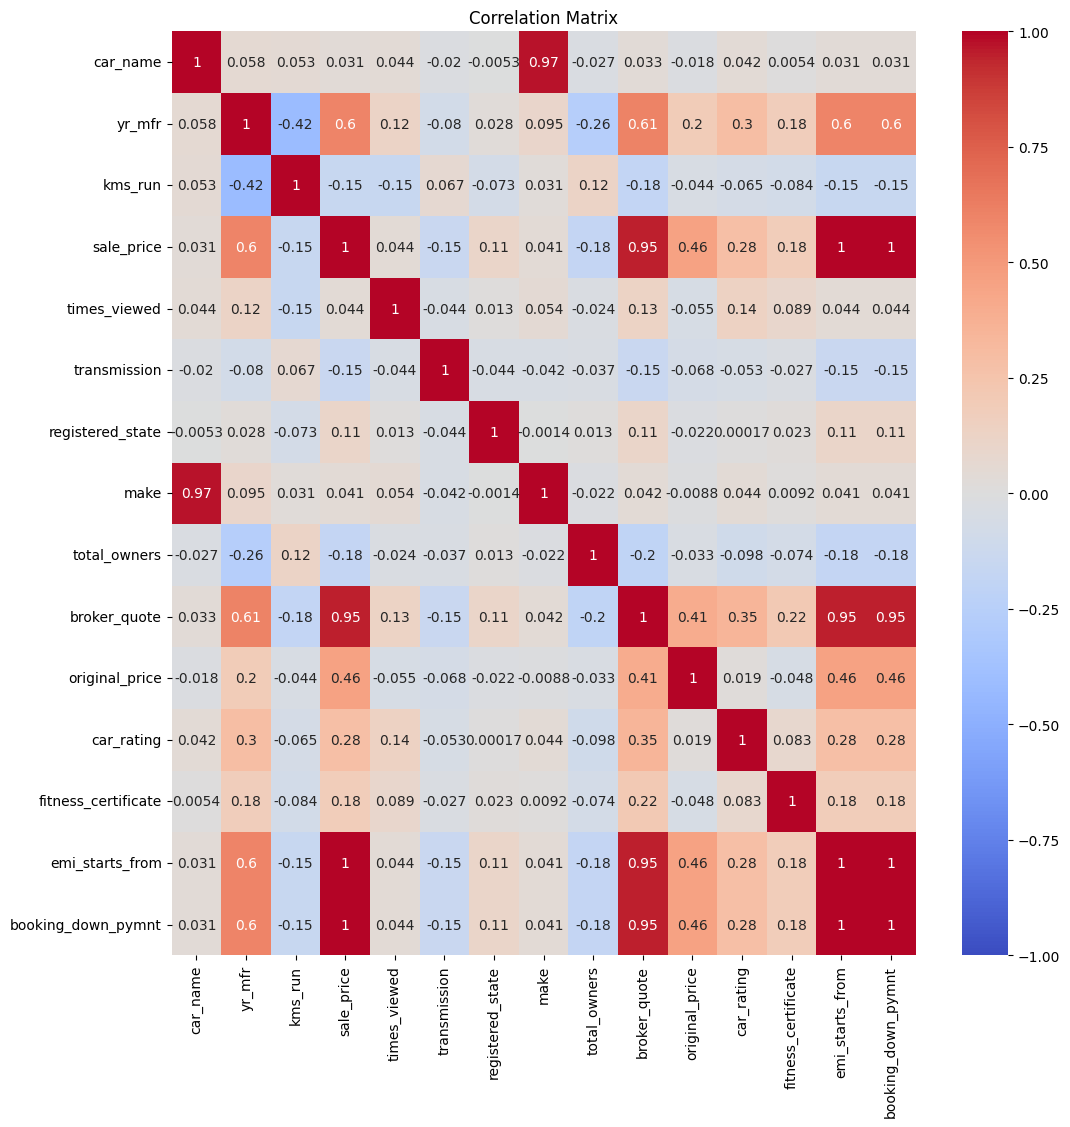 Correlation Matrix
car_name 1 0.058 0.053 0.031 0.044 -0.02 -0.0053 0.97 -0.027 0.033 -0.018 0.042 0.0054 0.031 0.031
yr_mfr 0.058 1 -0.42 0.6 0.12 -0.08 0.028 0.095 -0.26 0.61 0.2 0.3 0.18 0.6 0.6
kms_run 0.053 -0.42 1 -0.15 -0.15 0.067 -0.073 0.031 0.12 -0.18 -0.044 -0.065 -0.084 -0.15 -0.15
sale_price 0.031 0.6 -0.15 1 0.044 -0.15 0.11 0.041 -0.18 0.95 0.46 0.28 0.18 1 1
times_viewed 0.044 0.12 -0.15 0.044 1 -0.044 0.013 0.054 -0.024 0.13 -0.055 0.14 0.089 0.044 0.044
transmission -0.02 -0.08 0.067 -0.15 -0.044 1 -0.044 -0.042 -0.037 -0.15 -0.068 -0.053 -0.027 -0.15 -0.15
registered_state -0.0053 0.028 -0.073 0.11 0.013 -0.044 1 -0.0014 0.013 0.11 -0.022 0.00017 0.023 0.11 0.11
make 0.97 0.095 0.031 0.041 0.054 -0.042 -0.0014 1 -0.022 0.042 -0.0088 0.044 0.0092 0.041 0.041
total_owners -0.027 -0.26 0.12 -0.18 -0.024 -0.037 0.013 -0.022 1 -0.2 -0.033 -0.098 -0.074 -0.18 -0.18
broker_quote 0.033 0.61 -0.18 0.95 0.13 -0.15 0.11 0.042 -0.2 1 0.41 0.35 0.22 0.95 0.95
original_price -0.018 0.2 -0.044 0.46 -0.055 -0.068 -0.022 -0.0088 -0.033 0.41 1 0.019 -0.048 0.46 0.46
car_rating 0.042 0.3 -0.065 0.28 0.14 -0.053 0.00017 0.044 -0.098 0.35 0.019 1 0.083 0.28 0.28
fitness_certificate 0.0054 0.18 -0.084 0.18 0.089 -0.027 0.023 0.0092 -0.074 0.22 -0.048 0.083 1 0.18 0.18
emi_starts_from 0.031 0.6 -0.15 1 0.044 -0.15 0.11 0.041 -0.18 0.95 0.46 0.28 0.18 1 1
booking_down_pymnt 0.031 0.6 -0.15 1 0.044 -0.15 0.11 0.041 -0.18 0.95 0.46 0.28 0.18 1 1
car_name
yr_mfr
kms_run
sale_price
times_viewed
transmission
registered_state
make
total_owners
broker_quote
original_price
car_rating
fitness_certificate
emi_starts_from
booking_down_pymnt
1.00
0.75
0.50
0.25
0.00
−0.25
−0.50
−0.75
−1.00